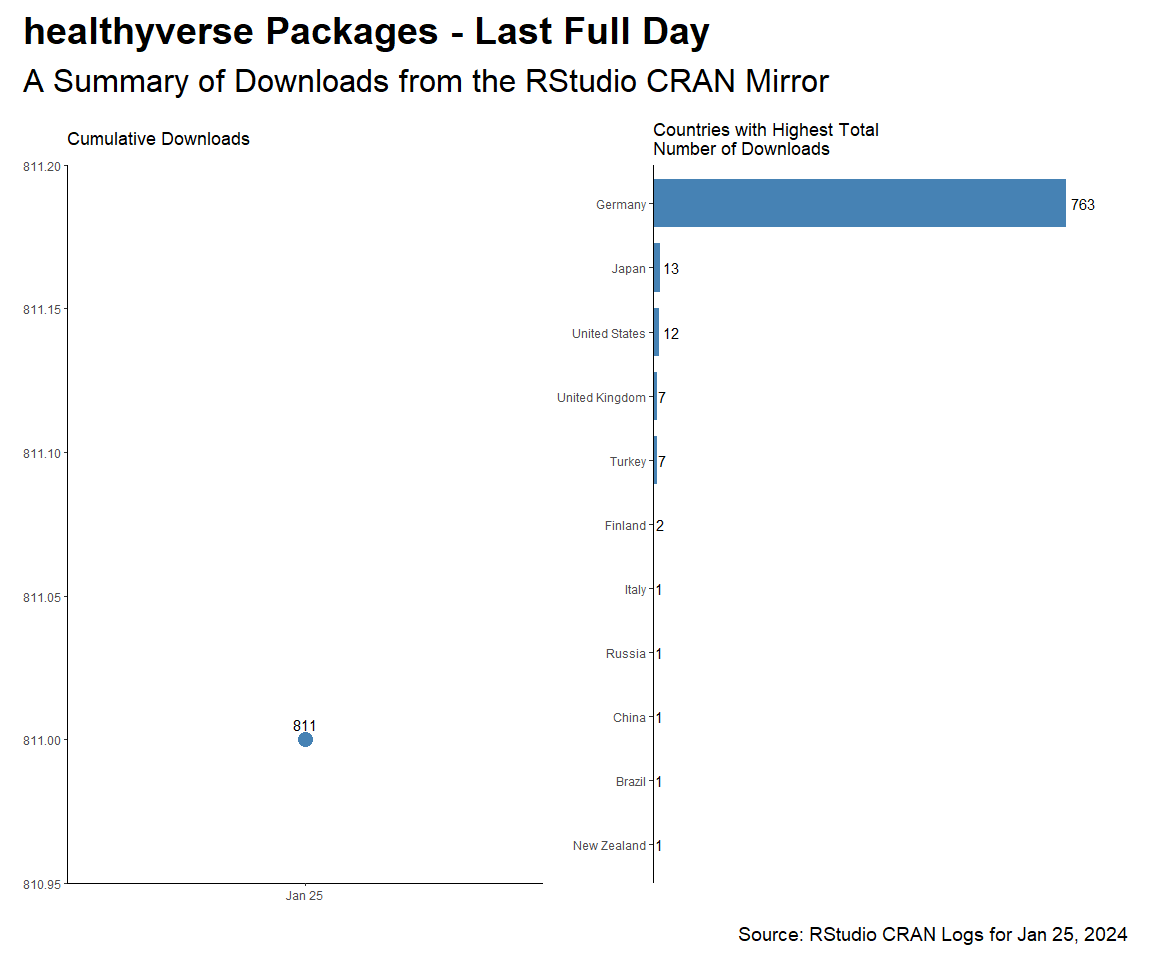 healthyverse Packages - Last Full Day
A Summary of Downloads from the RStudio CRAN Mirror
Cumulative Downloads
811.20
811.15
811.10
811.05
811.00
810.95
811
Jan 25
Countries with Highest Total
Number of Downloads
Germany 763
Japan 13
United States 12
United Kingdom 7
Turkey 7
Finland 2
Italy 1
Russia 1
China 1
Brazil 1
New Zealand 1
Source: RStudio CRAN Logs for Jan 25, 2024